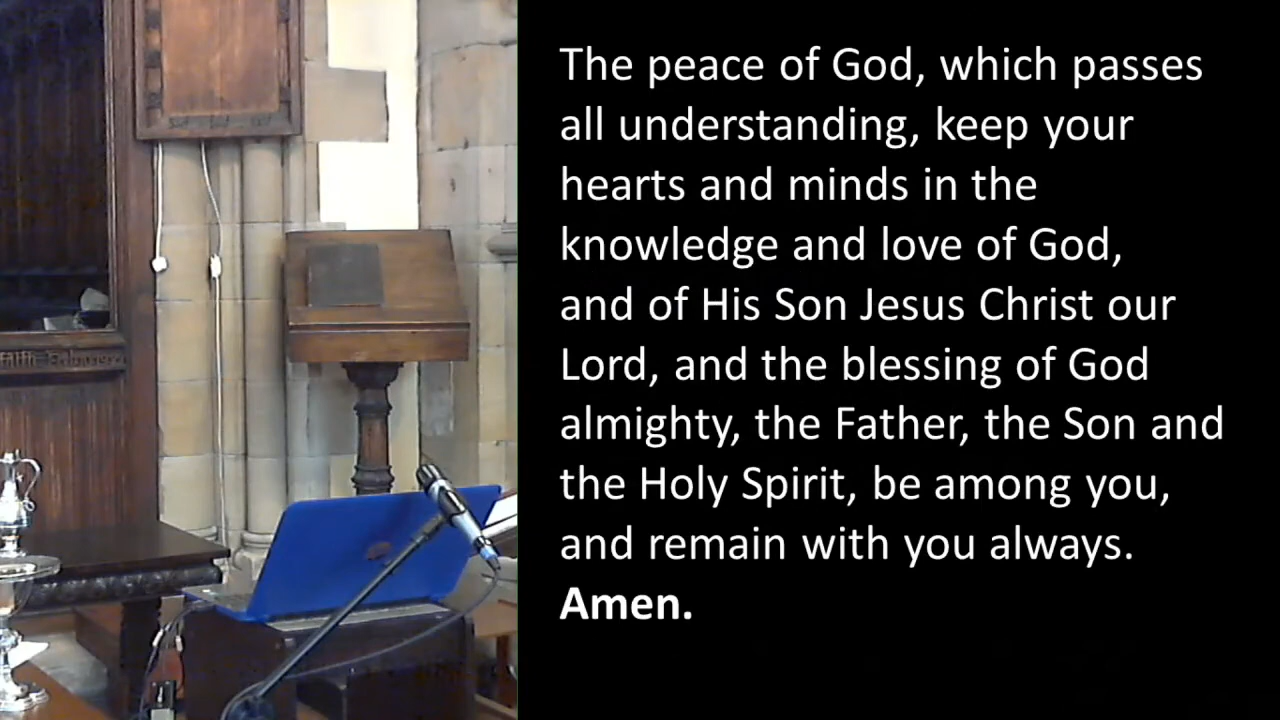 The peace of God, which passes
all understanding, keep your
hearts and minds in the
knowledge and love of God,
and of His Son Jesus Christ our
Lord, and the blessing of God
almighty, the Father, the Son and
the Holy Spirit, be among you,
and remain with you always.
Amen.